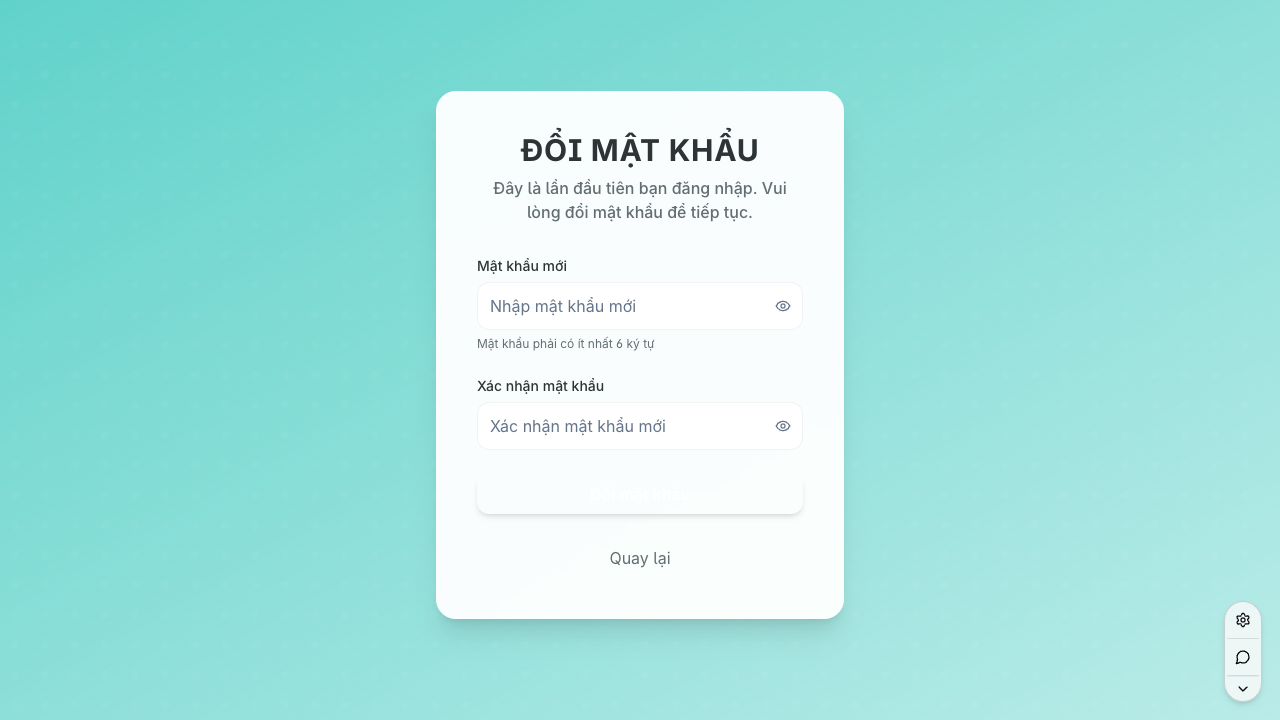 ĐỔI MẬT KHẨU
Đây là lần đầu tiên bạn đăng nhập. Vui
lòng đổi mật khẩu để tiếp tục.
Mật khẩu mới
Nhập mật khẩu mới
Mật khẩu phải có ít nhất 6 ký tự
Xác nhận mật khẩu
Xác nhận mật khẩu mới
Quay lại